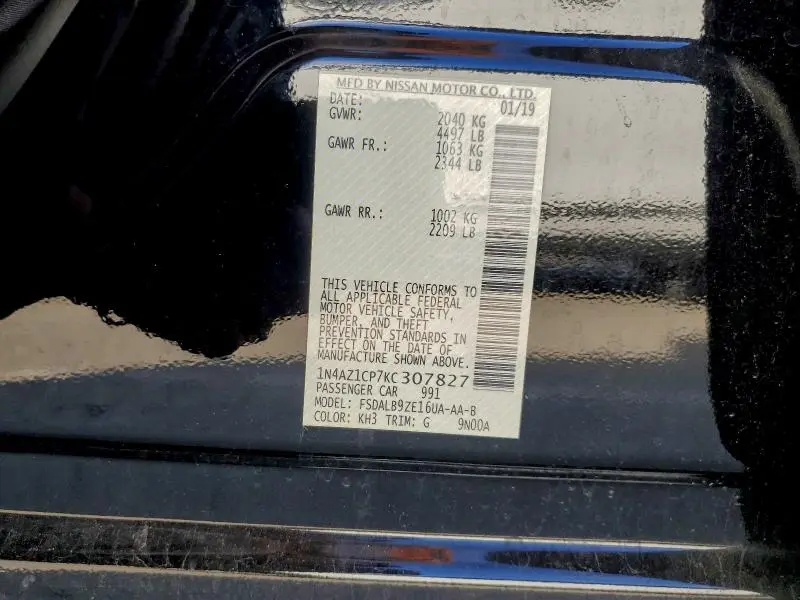 MFD BY NISSAN MOTOR CO., LTD.
DATE: 01/19
GVWR: 2040 KG
4497 LB
GAWR FR.: 1063 KG
2344 LB
GAWR RR.: 1002 KG
2209 LB
THIS VEHICLE CONFORMS TO
ALL APPLICABLE FEDERAL
MOTOR VEHICLE SAFETY,
BUMPER, AND THEFT
PREVENTION STANDARDS IN
EFFECT ON THE DATE OF
MANUFACTURE SHOWN ABOVE.
1N4AZ1CP7KC307827
PASSENGER CAR 991
MODEL: FSDALB9ZE16UA-AA-B
COLOR: KH3 TRIM: G 9N00A